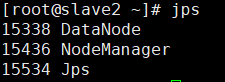 [root@slave2 ~]# jps
15338 DataNode
15436 NodeManager
15534 Jps